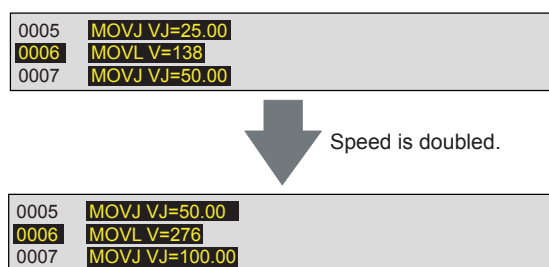 0005 MOVJ VJ=25.00
0006 MOVL V=138
0007 MOVJ VJ=50.00
Speed is doubled.
0005 MOVJ VJ=50.00
0006 MOVL V=276
0007 MOVJ VJ=100.00